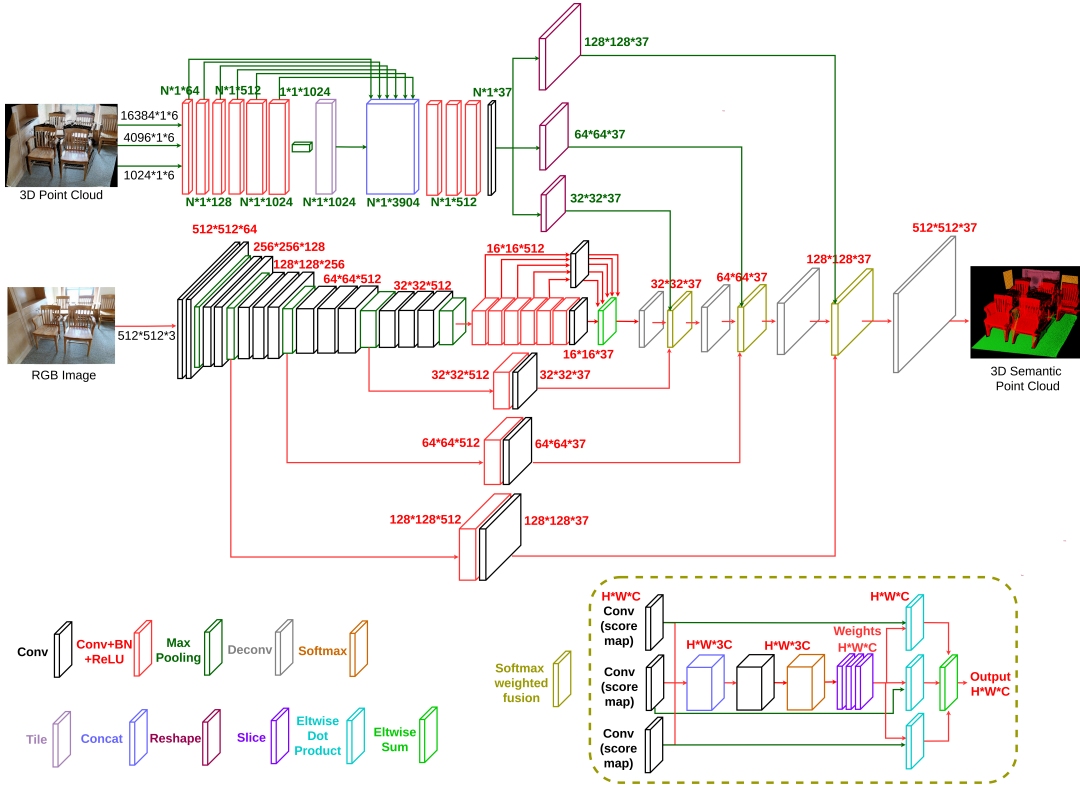 128*128*37
N*1*64
N*1*512
1*1*1024
N*1*37
16384*1*6
4096*1*6
1024*1*6
64*64*37
3D Point Cloud
N*1*128
N*1*1024
N*1*1024
N*1*3904
N*1*512
32*32*37
512*512*64
256*256*128
128*128*256
64*64*512
32*32*512
16*16*512
32*32*37
64*64*37
128*128*37
512*512*37
512*512*3
RGB Image
16*16*37
3D Semantic
Point Cloud
32*32*512
32*32*37
64*64*512
64*64*37
128*128*512
128*128*37
Conv
Conv+BN
+ReLU
Max
Pooling
Deconv
Softmax
Tile
Concat
Reshape
Slice
Eltwise
Dot
Product
Eltwise
Sum
Softmax
weighted
fusion
H*W*C
Conv
(score
map)
Conv
(score
map)
Conv
(score
map)
H*W*3C
H*W*3C
Weights
H*W*C
H*W*C
Output
H*W*C